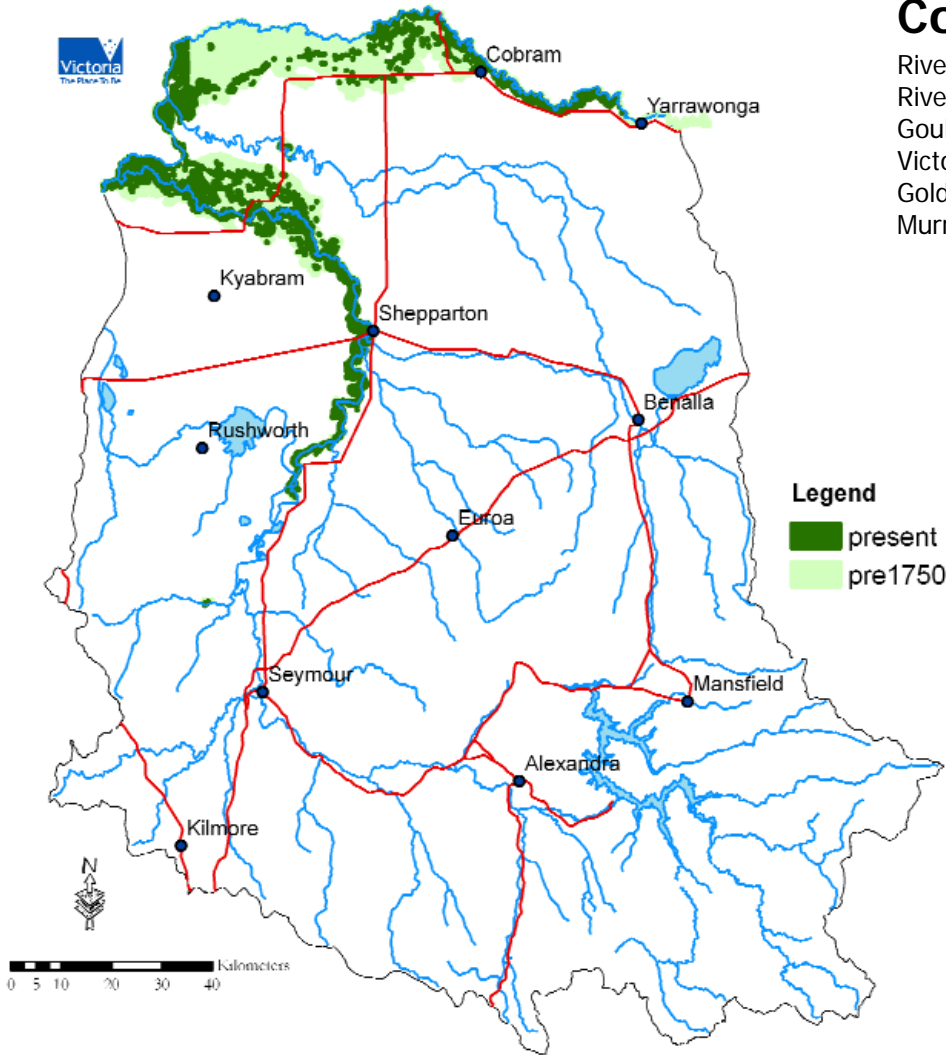 Co
Rive
Rive
Gou
Victo
Gold
Murr
Victoria
The Place To Be
Cobram
Yarrawonga
Kyabram
Shepparton
Benalla
Rushworth
Euroa
Legend
present
pre1750
Seymour
Mansfield
Alexandra
Kilmore
N
Kilometers
0 5 10 20 30 40